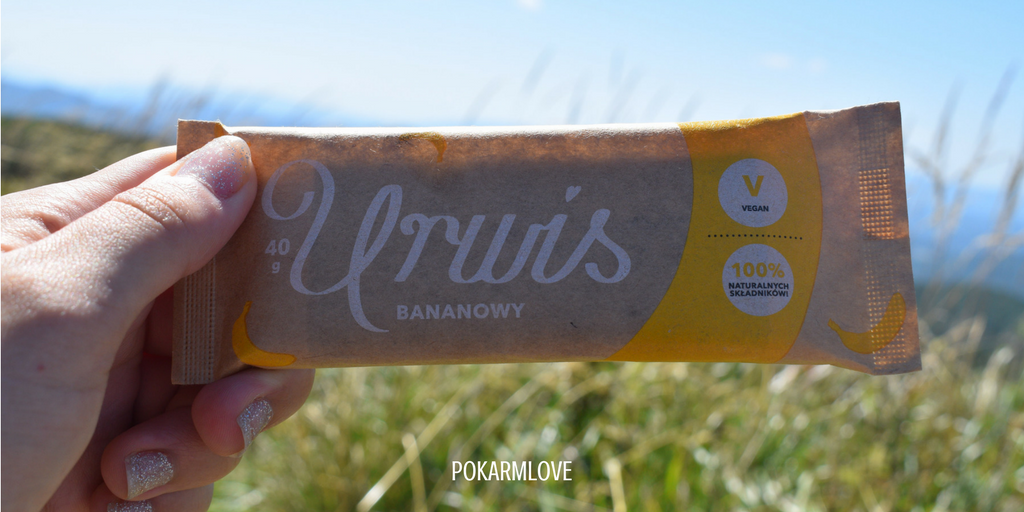 Urwis
40
g
BANANOWY
V
VEGAN
100%
NATURALNYCH
SKŁADNIKÓW!
POKARMLOVE